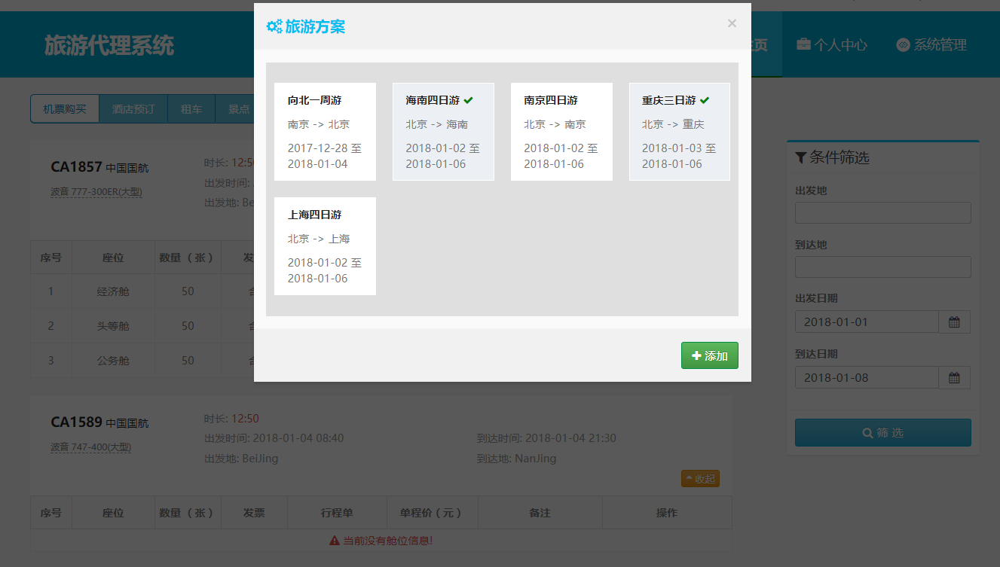 旅游代理系统
主页 个人中心 系统管理
旅游方案 ×
向北一周游
南京 -> 北京
2017-12-28 至
2018-01-04
海南四日游
北京 -> 海南
2018-01-02 至
2018-01-06
南京四日游
北京 -> 南京
2018-01-02 至
2018-01-06
重庆三日游
北京 -> 重庆
2018-01-03 至
2018-01-06
上海四日游
北京 -> 上海
2018-01-02 至
2018-01-06
添加
机票购买 酒店预订 租车 景点
CA1857 中国国航
波音 777-300ER(大型)
时长: 12:50
出发时间:
出发地: Be
序号 座位 数量（张） 发
1 经济舱 50
2 头等舱 50
3 公务舱 50
CA1589 中国国航
波音 747-400(大型)
时长: 12:50
出发时间: 2018-01-04 08:40 到达时间: 2018-01-04 21:30
出发地: BeiJing 到达地: NanJing
收起
序号 座位 数量（张） 发票 行程单 单程价（元） 备注 操作
当前没有舱位信息!
条件筛选
出发地
到达地
出发日期
2018-01-01
到达日期
2018-01-08
筛 选